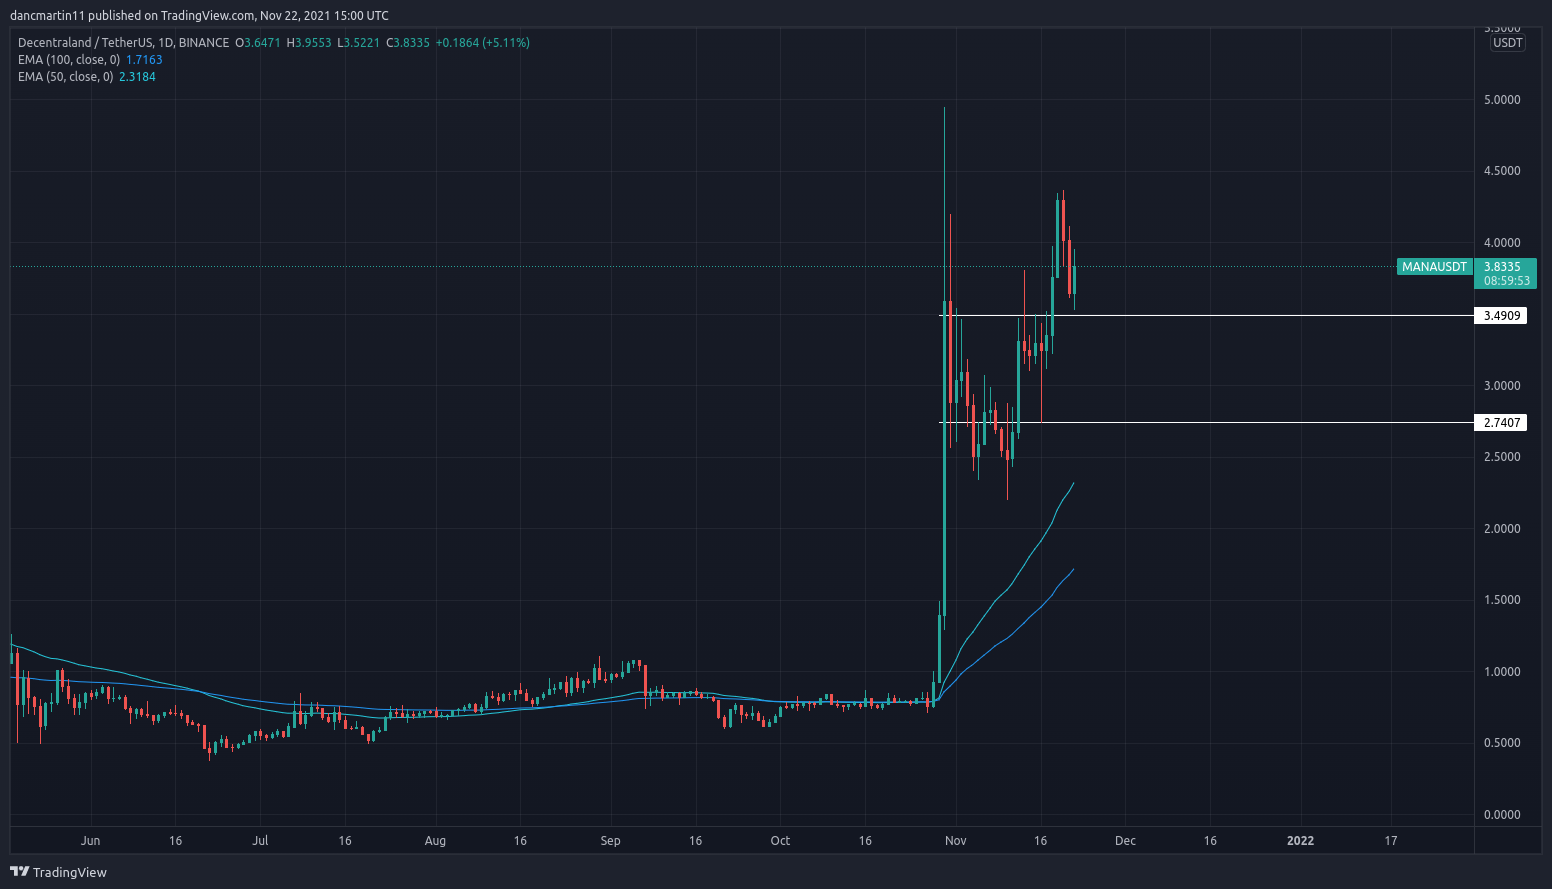 dancmartin11 published on TradingView.com, Nov 22, 2021 15:00 UTC
Decentraland / TetherUS, 1D, BINANCE O3.6471 H3.9553 L3.5221 C3.8335 +0.1864 (+5.11%)
EMA (100, close, 0) 1.7163
EMA (50, close, 0) 2.3184
5.5000
USDT
5.0000
4.5000
4.0000
MANAUSDT 3.8335
08:59:53
3.4909
3.0000
2.7407
2.5000
2.0000
1.5000
1.0000
0.5000
0.0000
Jun 16 Jul 16 Aug 16 Sep 16 Oct 16 Nov 16 Dec 16 2022 17
TradingView